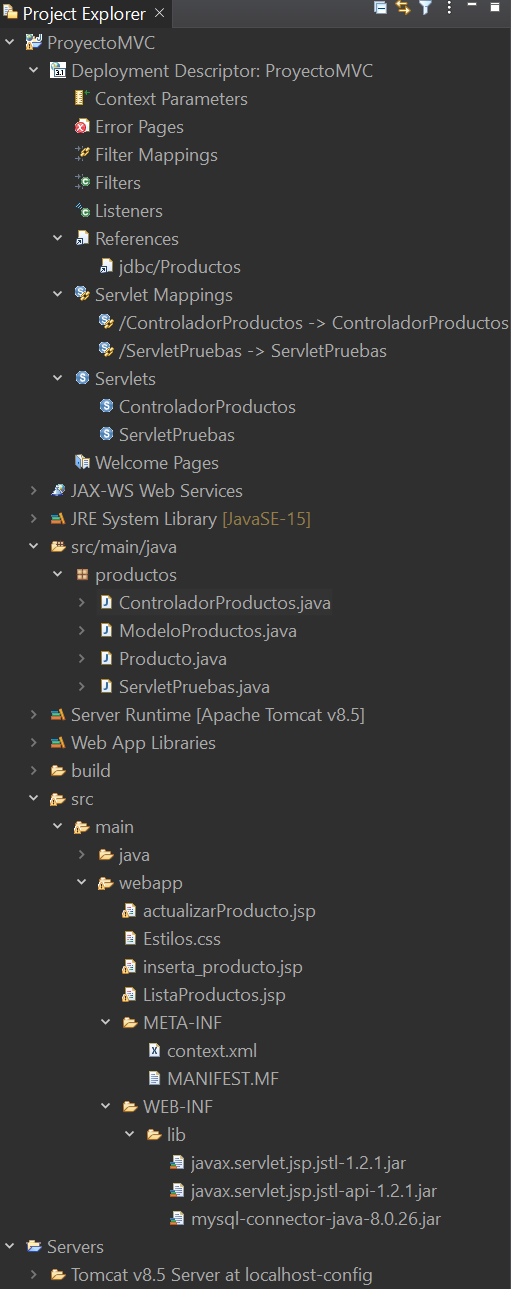 Project Explorer
ProyectoMVC
Deployment Descriptor: ProyectoMVC
Context Parameters
Error Pages
Filter Mappings
Filters
Listeners
References
jdbc/Productos
Servlet Mappings
/ControladorProductos -> ControladorProductos
/ServletPruebas -> ServletPruebas
Servlets
ControladorProductos
ServletPruebas
Welcome Pages
JAX-WS Web Services
JRE System Library [JavaSE-15]
src/main/java
productos
ControladorProductos.java
ModeloProductos.java
Producto.java
ServletPruebas.java
Server Runtime [Apache Tomcat v8.5]
Web App Libraries
build
src
main
java
webapp
actualizarProducto.jsp
Estilos.css
inserta_producto.jsp
ListaProductos.jsp
META-INF
context.xml
MANIFEST.MF
WEB-INF
lib
javax.servlet.jsp.jstl-1.2.1.jar
javax.servlet.jsp.jstl-api-1.2.1.jar
mysql-connector-java-8.0.26.jar
Servers
Tomcat v8.5 Server at localhost-config